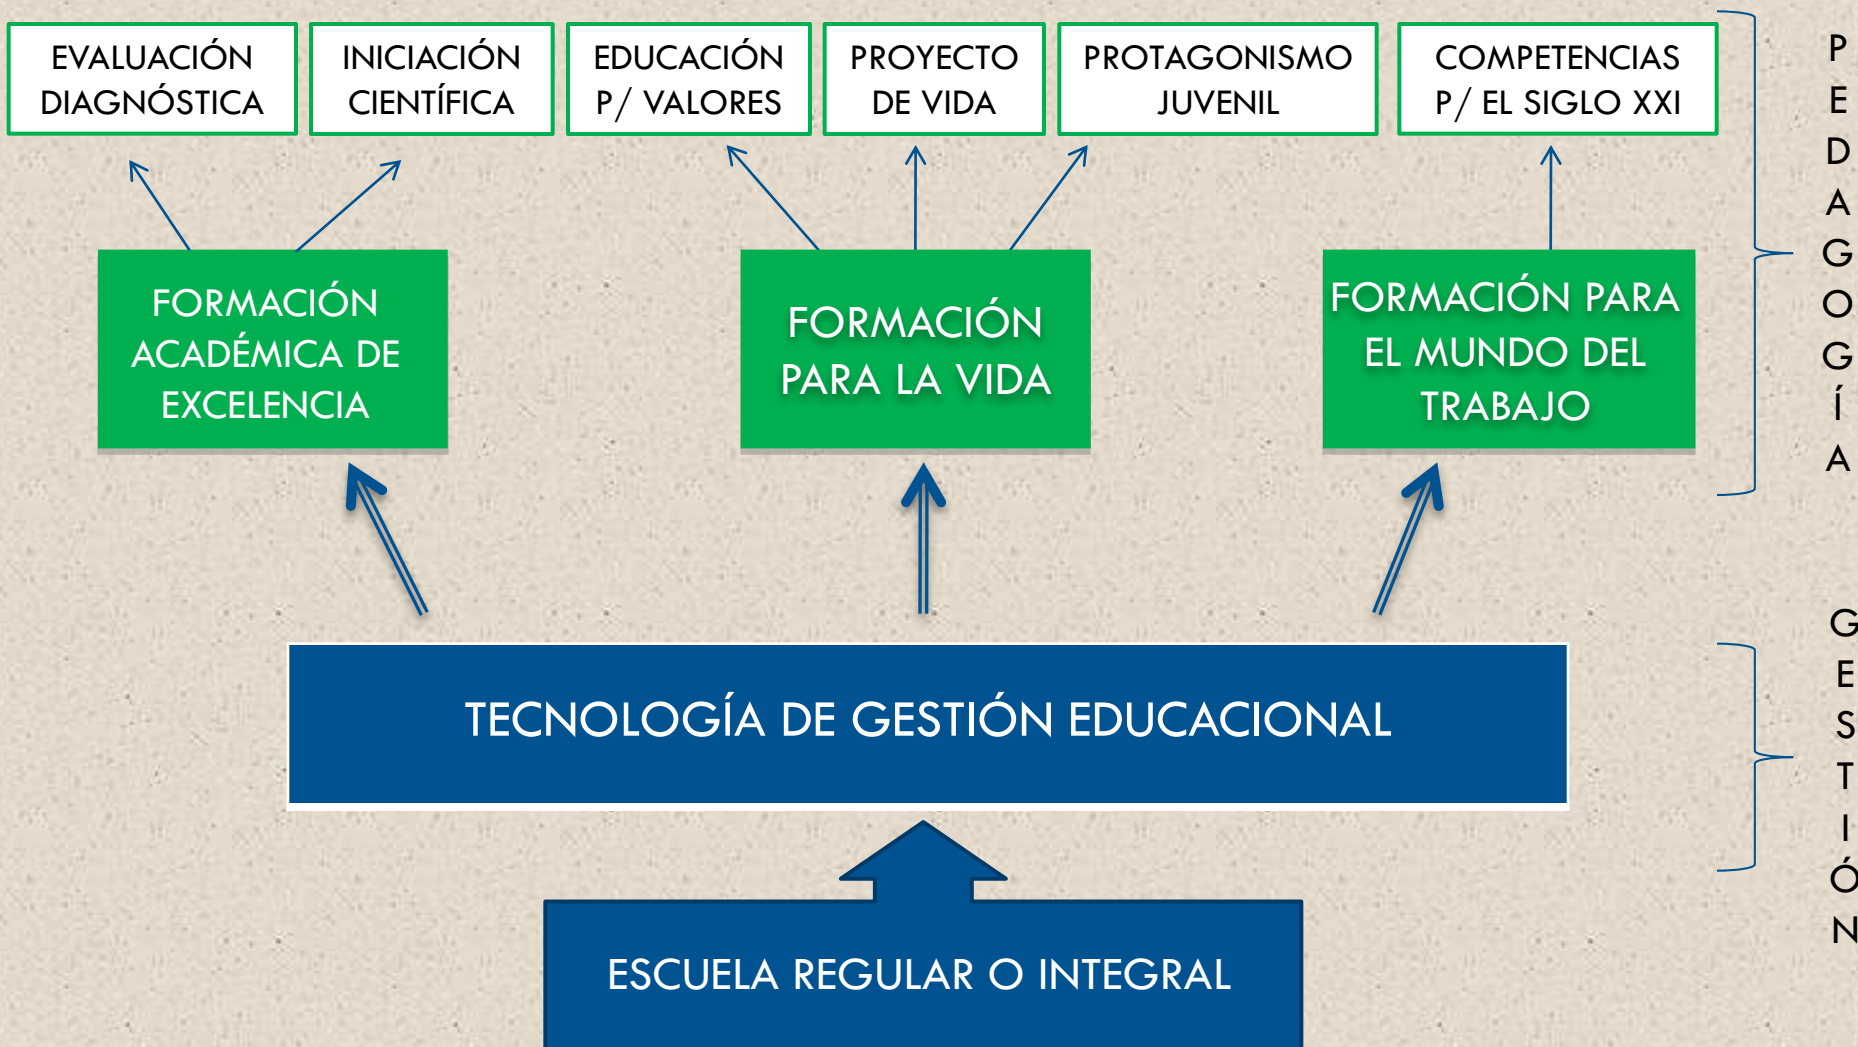 EVALUACIÓN
DIAGNÓSTICA
INICIACIÓN
CIENTÍFICA
EDUCACIÓN
P/ VALORES
PROYECTO
DE VIDA
PROTAGONISMO
JUVENIL
COMPETENCIAS
P/ EL SIGLO XXI
FORMACIÓN
ACADÉMICA DE
EXCELENCIA
FORMACIÓN
PARA LA VIDA
FORMACIÓN PARA
EL MUNDO DEL
TRABAJO
PEDAGOGÍA
TECNOLOGÍA DE GESTIÓN EDUCACIONAL
GESTIÓN
ESCUELA REGULAR O INTEGRAL